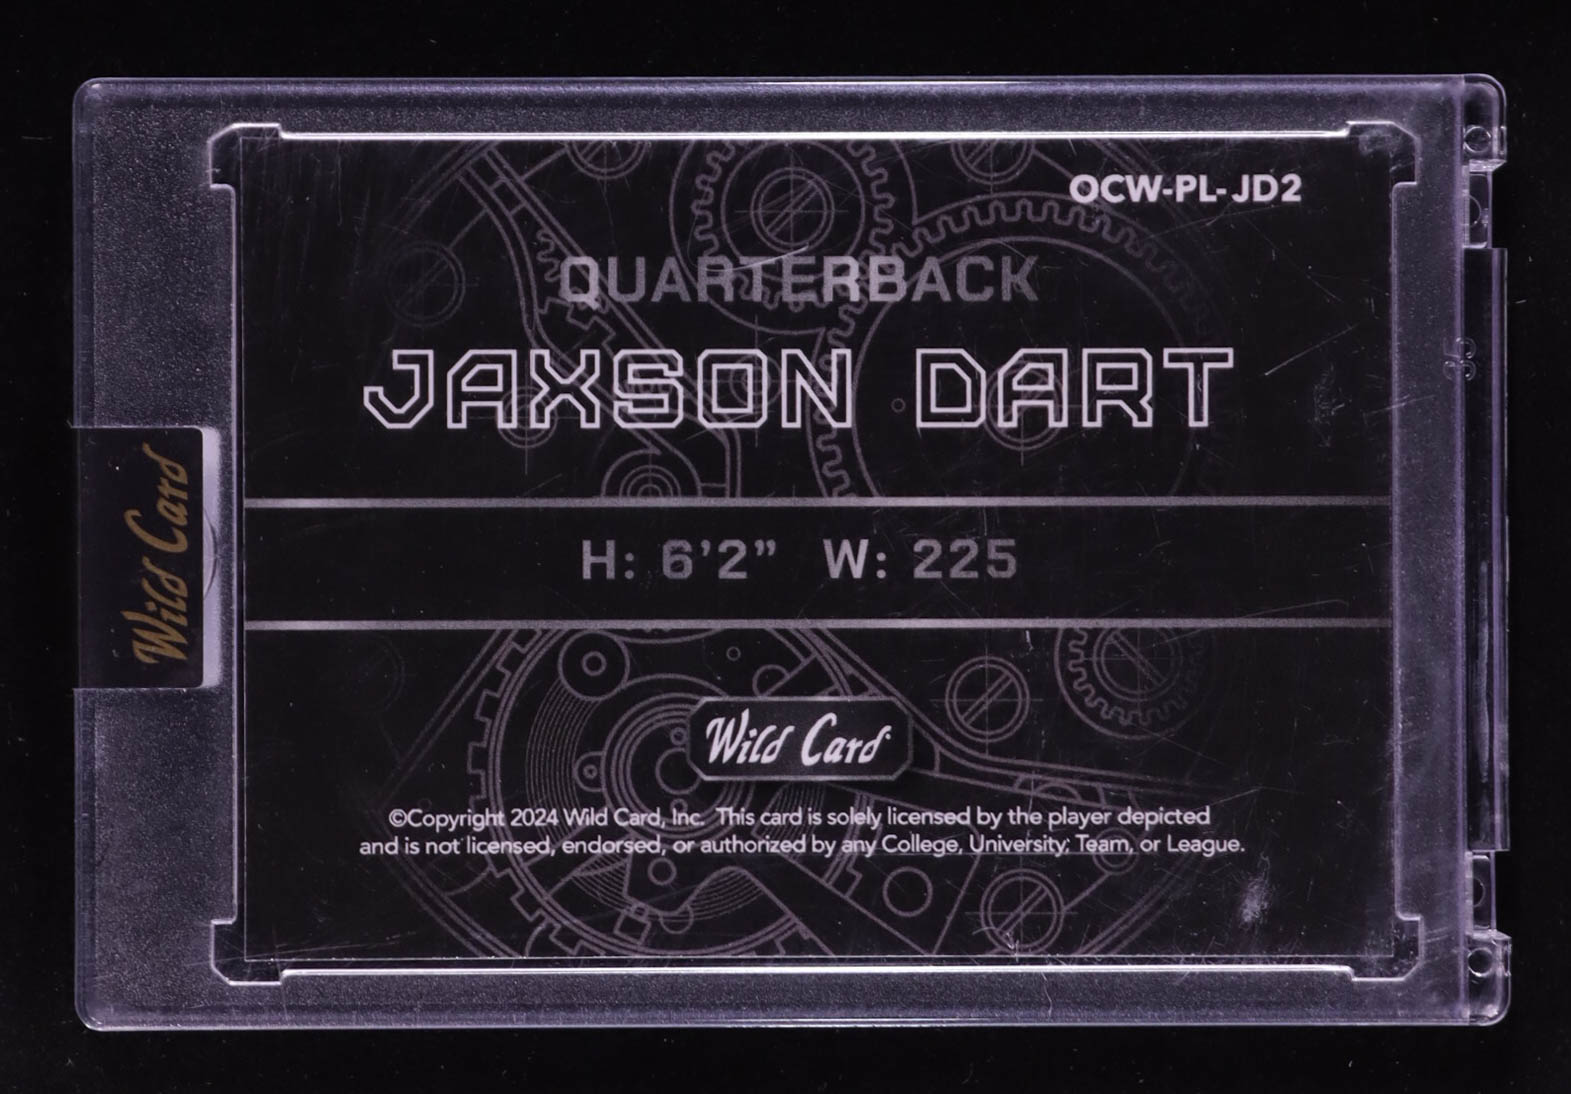 OCW-PL-JD2
QUARTERBACK
JAXSON DART
H: 6'2” W: 225
Wild Card
Wild Card
©Copyright 2024 Wild Card, Inc. This card is solely licensed by the player depicted
and is not licensed, endorsed, or authorized by any College, University, Team, or League.